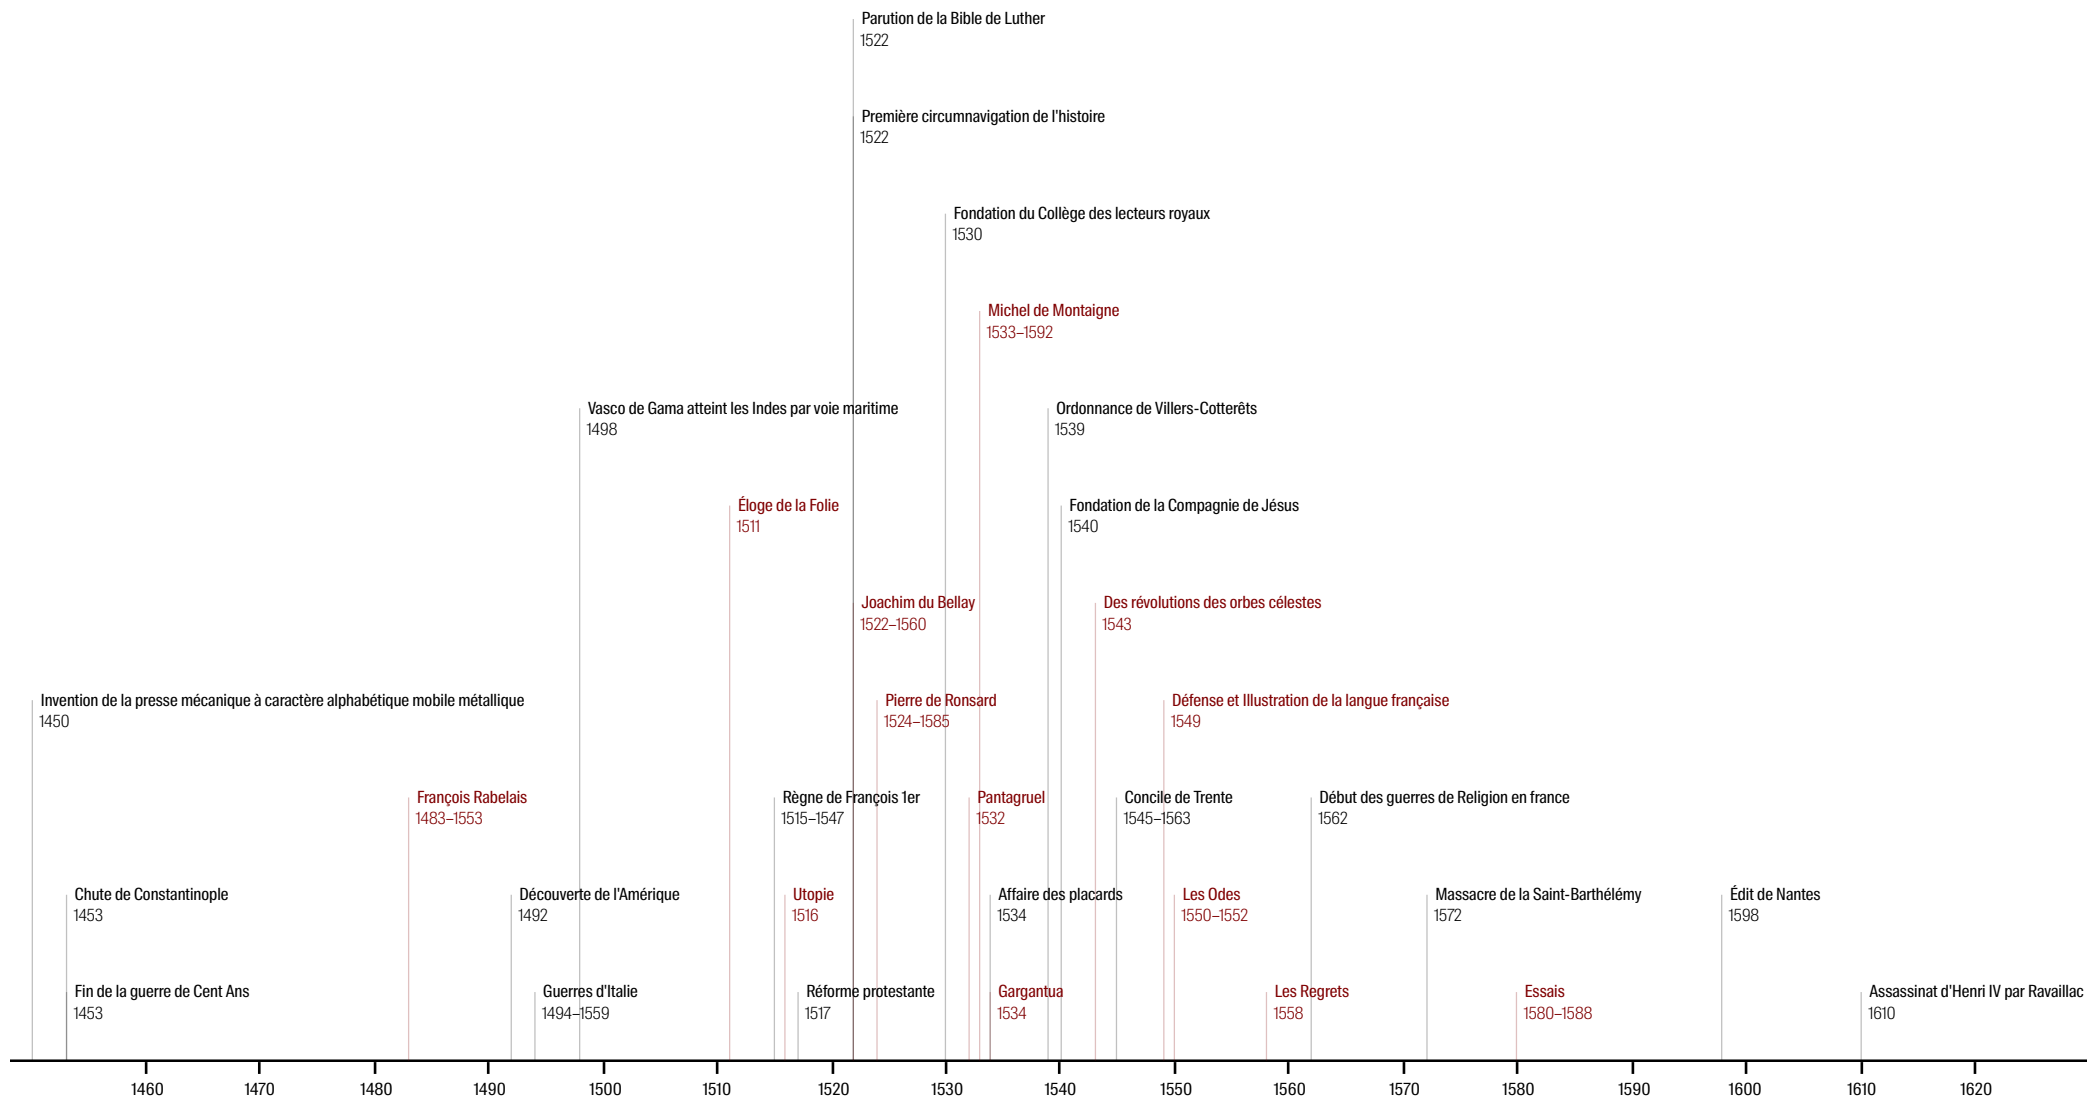 Parution de la Bible de Luther
1522
Première circumnavigation de l'histoire
1522
Fondation du Collège des lecteurs royaux
1530
Michel de Montaigne
1533–1592
Vasco de Gama atteint les Indes par voie maritime
1498
Ordonnance de Villers-Cotterêts
1539
Éloge de la Folie
1511
Fondation de la Compagnie de Jésus
1540
Joachim du Bellay
1522–1560
Des révolutions des orbes célestes
1543
Invention de la presse mécanique à caractère alphabétique mobile métallique
1450
Pierre de Ronsard
1524–1585
Défense et Illustration de la langue française
1549
François Rabelais
1483–1553
Règne de François 1er
1515–1547
Pantagruel
1532
Concile de Trente
1545–1563
Début des guerres de Religion en france
1562
Chute de Constantinople
1453
Découverte de l'Amérique
1492
Utopie
1516
Affaire des placards
1534
Les Odes
1550–1552
Massacre de la Saint-Barthélémy
1572
Édit de Nantes
1598
Fin de la guerre de Cent Ans
1453
Guerres d'Italie
1494–1559
Réforme protestante
1517
Gargantua
1534
Les Regrets
1558
Essais
1580–1588
Assassinat d'Henri IV par Ravaillac
1610
1460 1470 1480 1490 1500 1510 1520 1530 1540 1550 1560 1570 1580 1590 1600 1610 1620